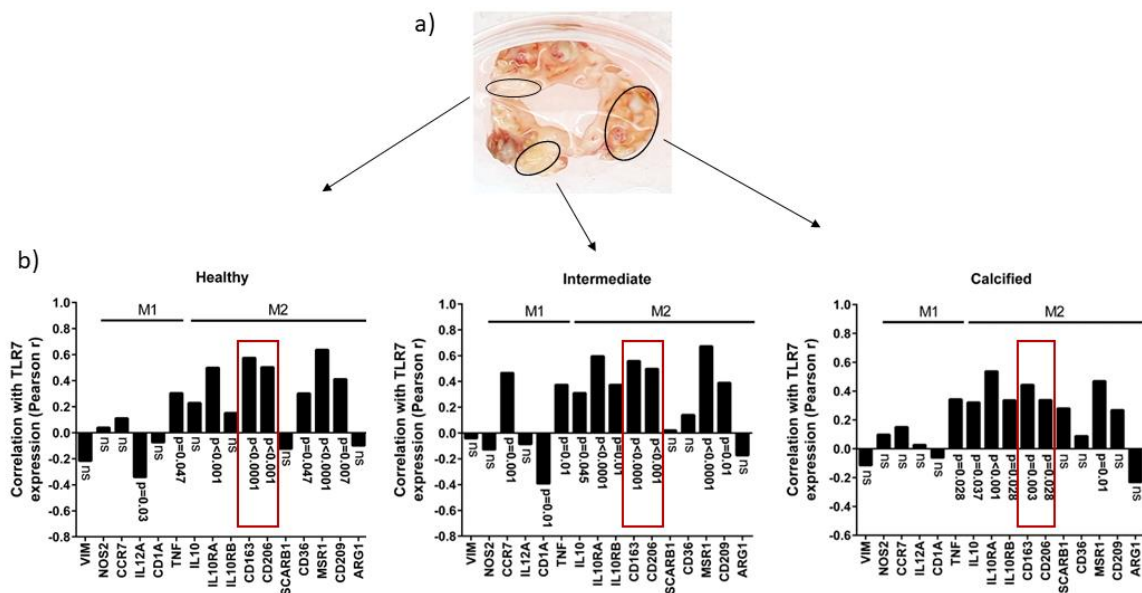 a)
b)
Healthy
M1
M2
Correlation with TLR7
expression (Pearson r)
1.0
0.8
0.6
0.4
0.2
0.0
-0.2
-0.4
-0.6
-0.8
ns
ns
ns
p=0.03
ns
p=0.047
ns
p<0.001
ns
p<0.0001
p<0.001
ns
p=0.047
p<0.0001
p=0.007
ns
VIM
NOS2
CCR7
IL12A
CD1A
TNF
IL10
IL10RA
IL10RB
CD163
CD206
SCARB1
CD36
MSR1
CD209
ARG1
Intermediate
M1
M2
Correlation with TLR7
expression (Pearson r)
1.0
0.8
0.6
0.4
0.2
0.0
-0.2
-0.4
-0.6
-0.8
ns
ns
p=0.001
ns
p=0.01
p=0.01
p=0.045
p<0.0001
p=0.01
p<0.0001
p<0.001
ns
ns
p<0.0001
p=0.01
ns
VIM
NOS2
CCR7
IL12A
CD1A
TNF
IL10
IL10RA
IL10RB
CD163
CD206
SCARB1
CD36
MSR1
CD209
ARG1
Calcified
M1
M2
Correlation with TLR7
expression (Pearson r)
1.0
0.8
0.6
0.4
0.2
0.0
-0.2
-0.4
-0.6
ns
ns
ns
ns
ns
p=0.028
p=0.037
p<0.001
p=0.028
p=0.003
p=0.028
ns
ns
p=0.01
ns
ns
VIM
NOS2
CCR7
IL12A
CD1A
TNF
IL10
IL10RA
IL10RB
CD163
CD206
SCARB1
CD36
MSR1
CD209
ARG1